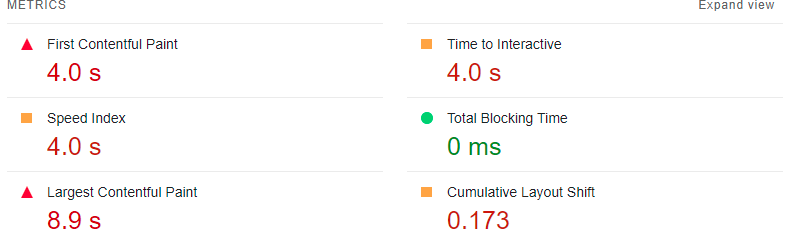 METRICS
Expand view
First Contentful Paint
4.0 s
Time to Interactive
4.0 s
Speed Index
4.0 s
Total Blocking Time
0 ms
Largest Contentful Paint
8.9 s
Cumulative Layout Shift
0.173